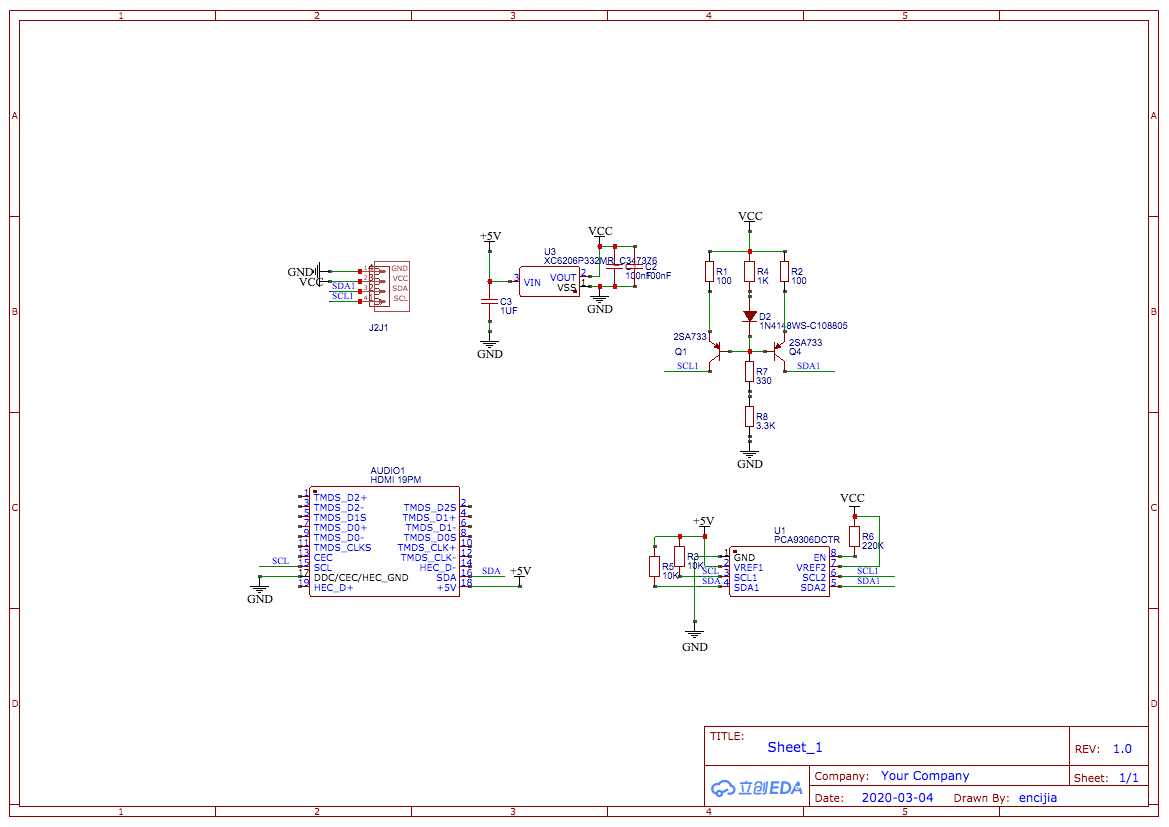 1 2 3 4 5
A A
B B
C C
D D
VCC
+5V
VCC
U3
XC6206P332MR_C347376
GND
VCC
SDA1
SCL1
1
2
3
4
GND
VCC
SDA
SCL
J2J1
3 VIN
VOUT 2
VSS 1
C2
100nF
C3
1UF
GND
GND
R1
100
R4
1K
R2
100
D2
1N4148WS-C108805
2SA733
Q1
2SA733
Q4
SCL1
SDA1
R7
330
R8
3.3K
GND
AUDIO1
HDMI 19PM
1 TMDS_D2+
3 TMDS_D2-
5 TMDS_D1S
7 TMDS_D0+
9 TMDS_D0-
11 TMDS_CLKS
13 CEC
15 SCL
17 DDC/CEC/HEC_GND
19 HEC_D+
TMDS_D2S 2
TMDS_D1+ 4
TMDS_D1- 6
TMDS_D0S 8
TMDS_CLK+ 10
TMDS_CLK- 12
HEC_D- 14
SDA 16
+5V 18
SCL
GND
SDA
+5V
+5V
R5
10K
R3
10K
SCL
SDA
GND
U1
PCA9306DCTR
1 GND
2 VREF1
3 SCL1
4 SDA1
EN 8
VREF2 7
SCL2 6
SDA2 5
VCC
R6
220K
SCL1
SDA1
TITLE:
Sheet_1
REV: 1.0
立创EDA
Company: Your Company
Sheet: 1/1
Date: 2020-03-04 Drawn By: encijia
1 2 3 4 5